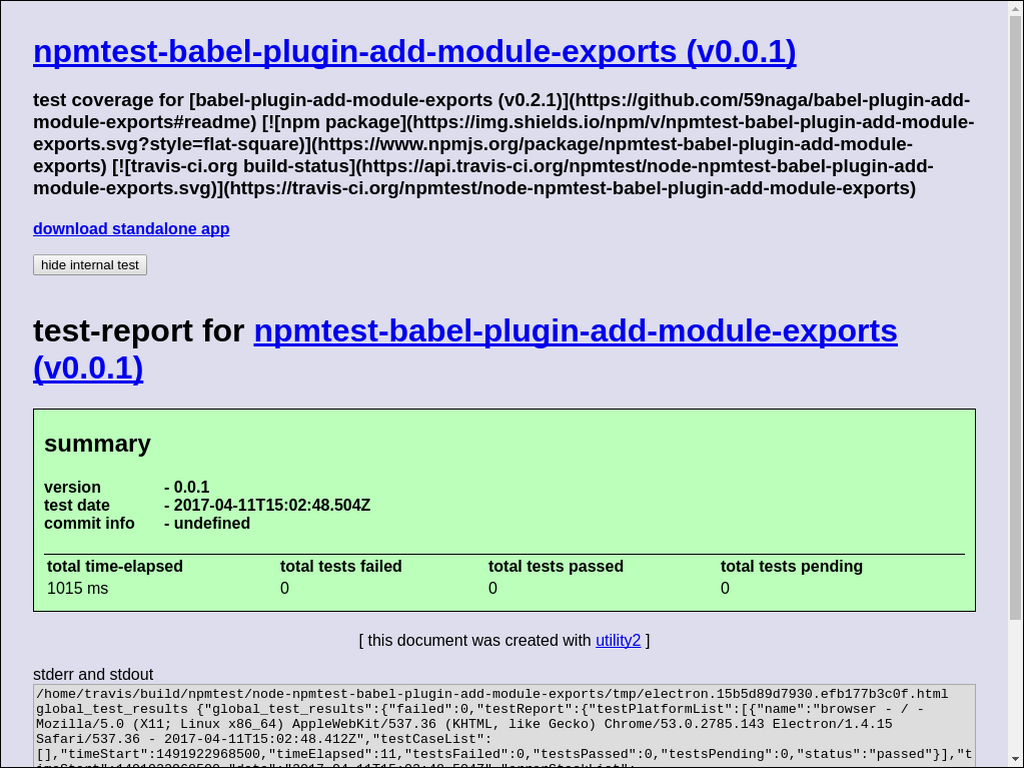 npmtest-babel-plugin-add-module-exports (v0.0.1)
test coverage for [babel-plugin-add-module-exports (v0.2.1)](https://github.com/59naga/babel-plugin-add-
module-exports#readme) [![npm package](https://img.shields.io/npm/v/npmtest-babel-plugin-add-module-
exports.svg?style=flat-square)](https://www.npmjs.org/package/npmtest-babel-plugin-add-module-
exports) [![travis-ci.org build-status](https://api.travis-ci.org/npmtest/node-npmtest-babel-plugin-add-
module-exports.svg)](https://travis-ci.org/npmtest/node-npmtest-babel-plugin-add-module-exports)
download standalone app
hide internal test
test-report for npmtest-babel-plugin-add-module-exports
(v0.0.1)
summary
version - 0.0.1
test date - 2017-04-11T15:02:48.504Z
commit info - undefined
total time-elapsed total tests failed total tests passed total tests pending
1015 ms 0 0 0
[ this document was created with utility2 ]
stderr and stdout
/home/travis/build/npmtest/node-npmtest-babel-plugin-add-module-exports/tmp/electron.15b5d89d7930.efb177b3c0f.html
global_test_results {"global_test_results":{"failed":0,"testReport":{"testPlatformList":[{"name":"browser - / -
Mozilla/5.0 (X11; Linux x86_64) AppleWebKit/537.36 (KHTML, like Gecko) Chrome/53.0.2785.143 Electron/1.4.15
Safari/537.36 - 2017-04-11T15:02:48.412Z","testCaseList":
[],"timeStart":1491922968500,"timeElapsed":11,"testsFailed":0,"testsPassed":0,"testsPending":0,"status":"passed"}],"t
imeStart":1491922968500,"date":"2017-04-11T15:02:48.504Z","errorStackList":